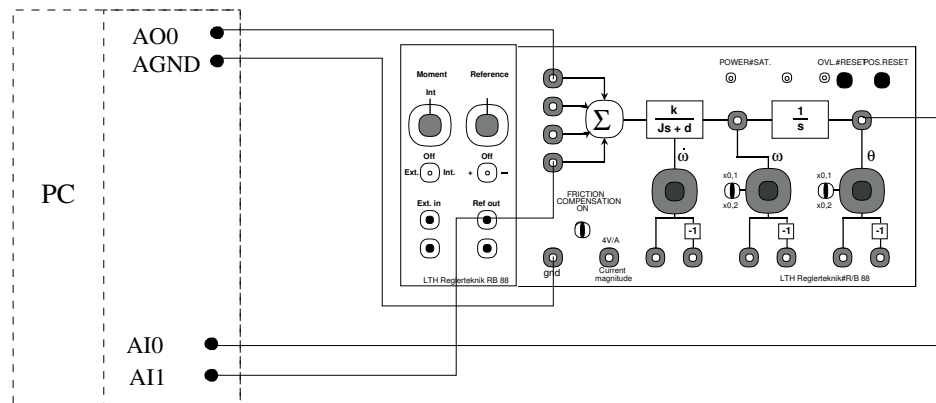 PC
AO0
AGND
AI0
AI1
Moment
Reference
Int
Off
Off
Ext.
Int.
+
−
Ext. in
Ref out
LTH Reglerteknik RB 88
Σ
k
Js + d
1
s
POWER#SAT.
OVL.#RESET
POS.RESET
ω̇
ω
θ
x0,1
x0,2
x0,1
x0,2
FRICTION
COMPENSATION
ON
-1
-1
-1
gnd
4V/A
Current
magnitude
LTH Reglerteknik#R/B 88